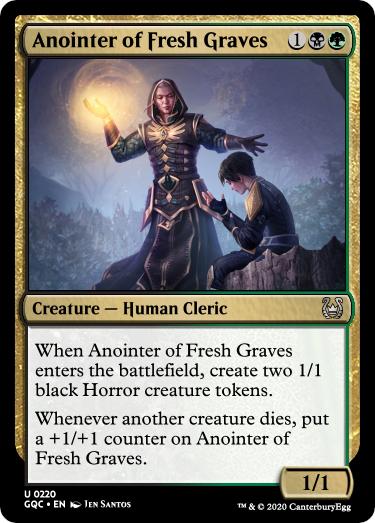 Anointer of Fresh Graves 1
Creature — Human Cleric
When Anointer of Fresh Graves
enters the battlefield, create two 1/1
black Horror creature tokens.
Whenever another creature dies, put
a +1/+1 counter on Anointer of
Fresh Graves.
1/1
U 0220
GQC • EN Jen Santos
™ & © 2020 CanterburyEgg